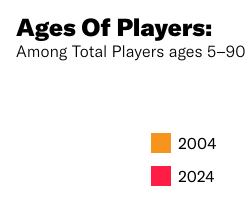 Ages Of Players:
Among Total Players ages 5–90
2004
2024